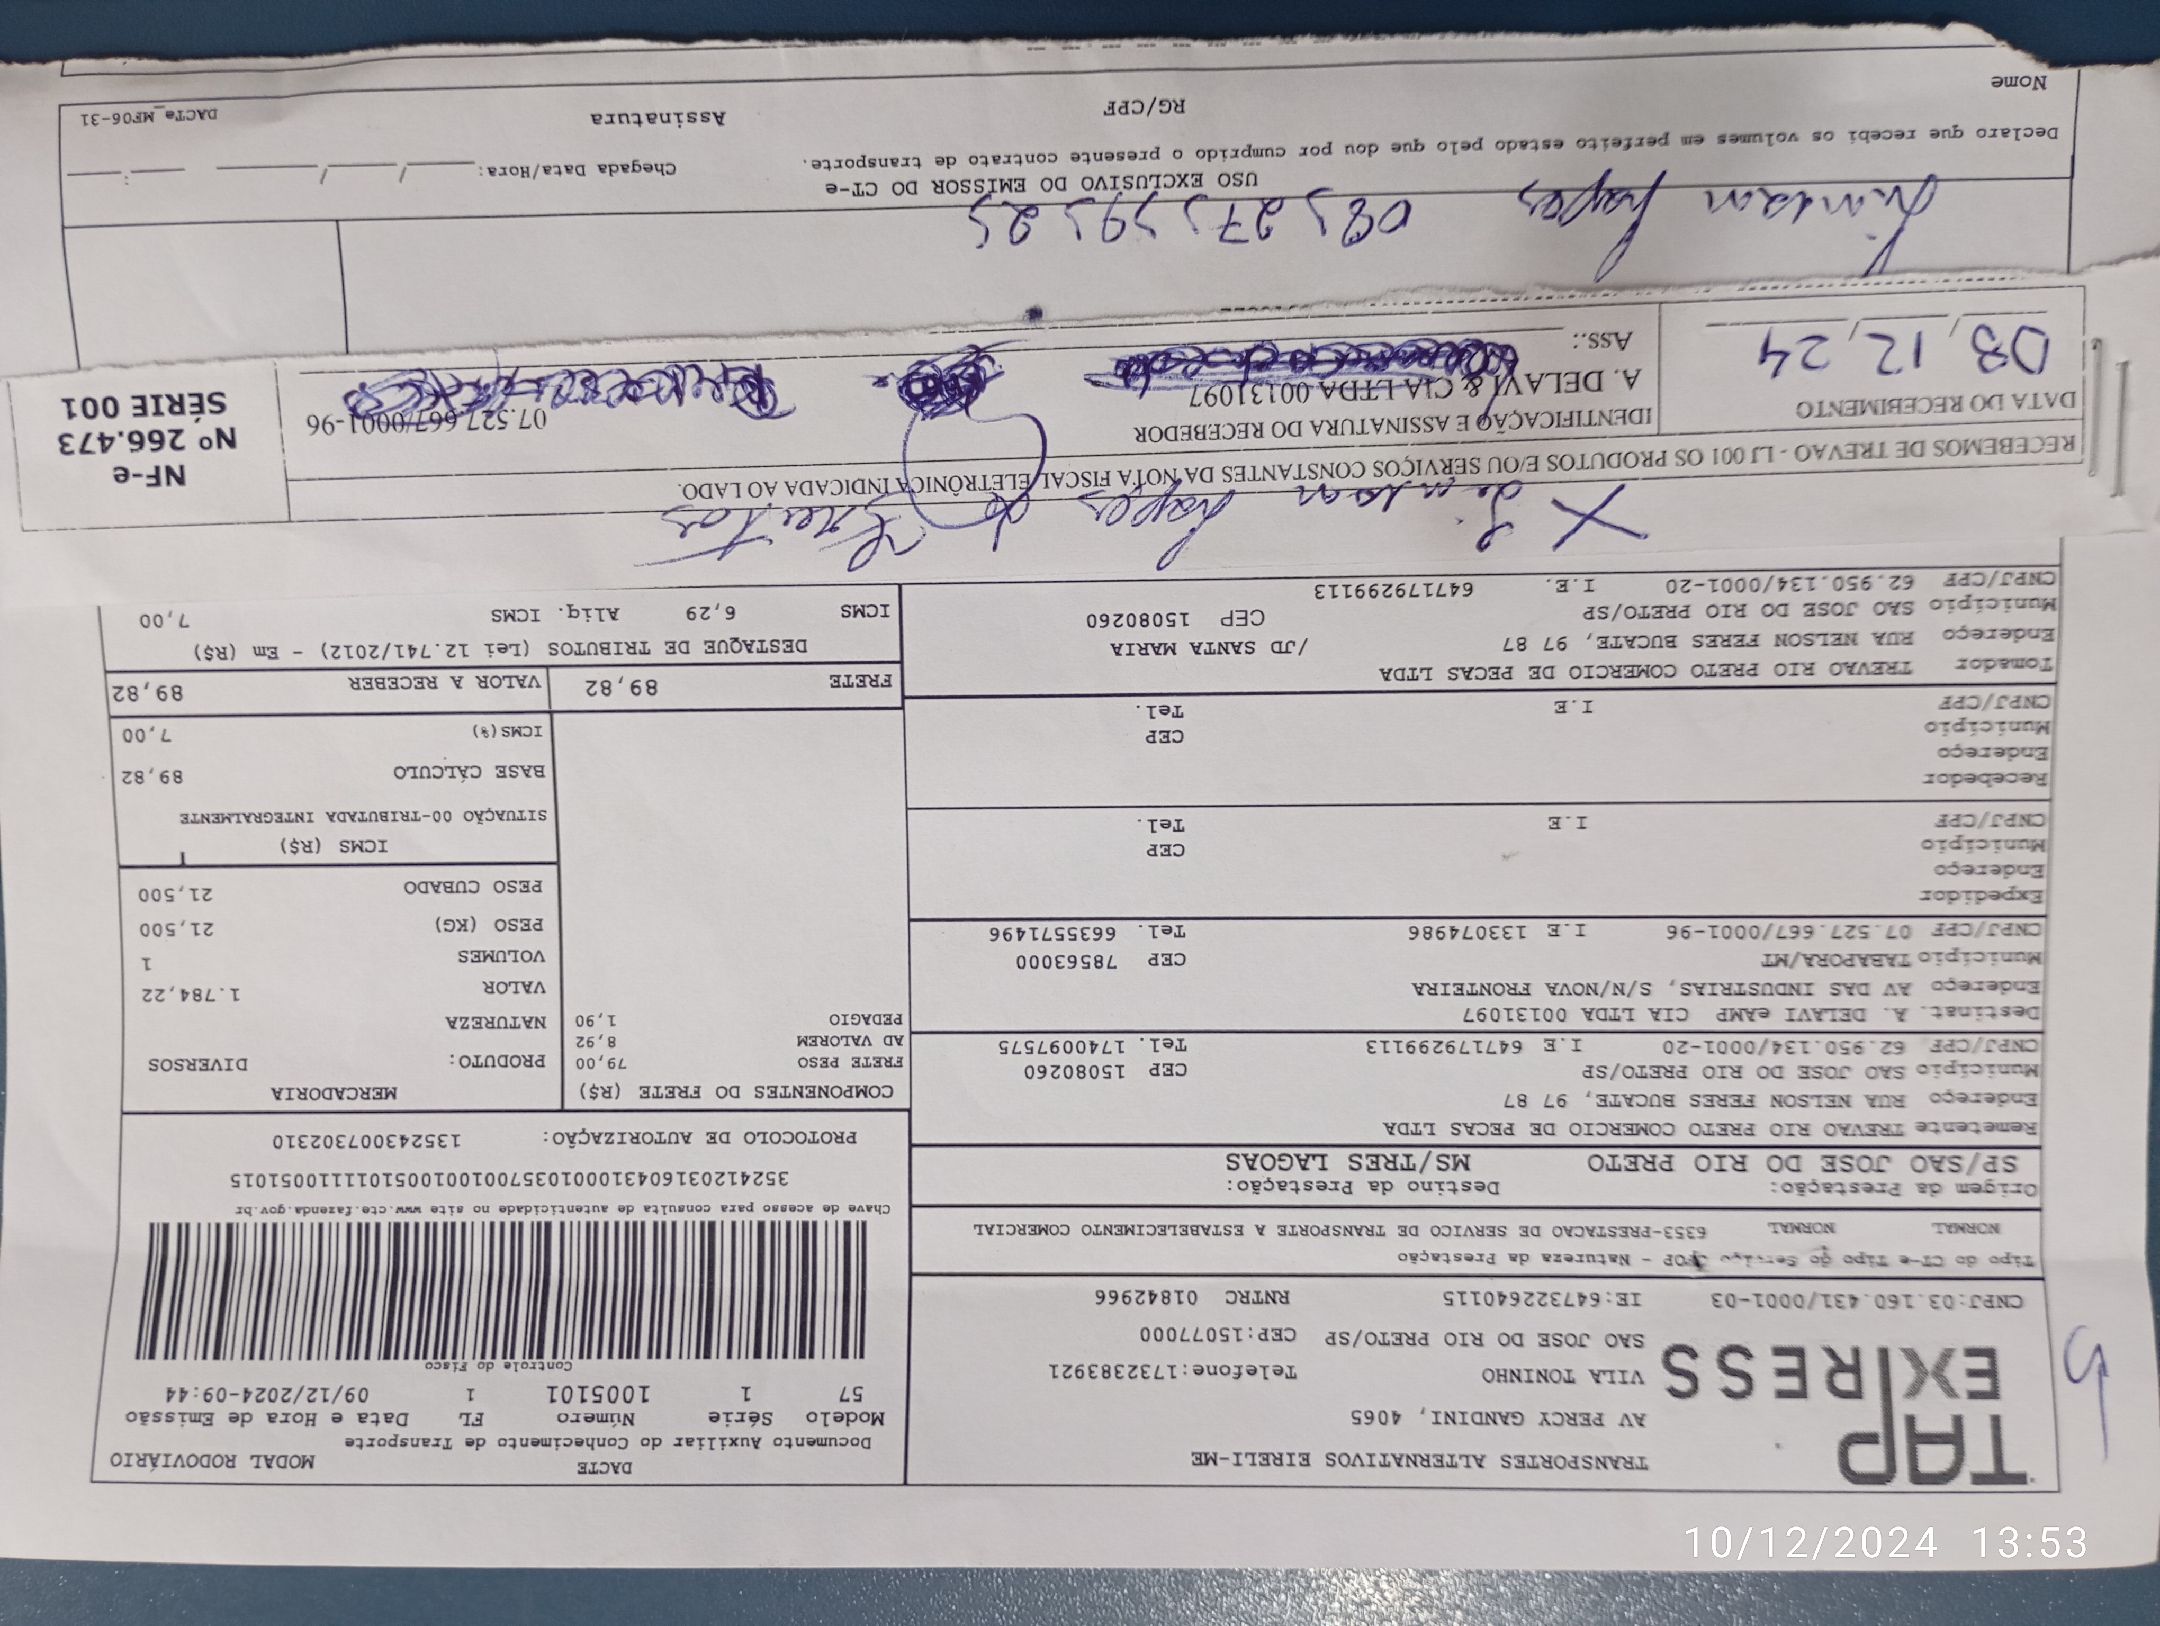 TAP EXPRESS
TRANSPORTES ALTERNATIVOS EIRELI-ME
AV PERCY GANDINI, 4065
VILA TONINHO Telefone:1732383921
SAO JOSE DO RIO PRETO/SP CEP:15077000
CNPJ:03.160.431/0001-03 IE:647322640115 RNTRC 01842966
DACTE MODAL RODOVIÁRIO
Documento Auxiliar do Conhecimento de Transporte
Modelo Série Número FL Data e Hora de Emissão
57 1 1005101 1 09/12/2024-09:44
Controle do Fisco
Chave de acesso para consulta de autenticidade no site www.cte.fazenda.gov.br
35241203160431000103570010010051011110051015
PROTOCOLO DE AUTORIZAÇÃO: 135243007302310
Tipo do CT-e Tipo do Serviço CFOP - Natureza da Prestação
NORMAL NORMAL 6353-PRESTACAO DE SERVICO DE TRANSPORTE A ESTABELECIMENTO COMERCIAL
Origem da Prestação: Destino da Prestação:
SP/SAO JOSE DO RIO PRETO MS/TRES LAGOAS
Remetente TREVAO RIO PRETO COMERCIO DE PECAS LTDA
Endereço RUA NELSON FERES BUCATE, 97 87
Município SAO JOSE DO RIO PRETO/SP CEP 15080260
CNPJ/CPF 62.950.134/0001-20 I.E 647179299113 Tel. 1740097575
Destinat. A. DELAVI eAMP CIA LTDA 00131097
Endereço AV DAS INDUSTRIAS, S/N/NOVA FRONTEIRA
Município TABAPORA/MT CEP 78563000
CNPJ/CPF 07.527.667/0001-96 I.E 133074986 Tel. 6635571496
Expedidor
Endereço
Município CEP
CNPJ/CPF I.E Tel.
Recebedor
Endereço
Município CEP
CNPJ/CPF I.E Tel.
Tomador TREVAO RIO PRETO COMERCIO DE PECAS LTDA
Endereço RUA NELSON FERES BUCATE, 97 87 /JD SANTA MARIA
Município SAO JOSE DO RIO PRETO/SP CEP 15080260
CNPJ/CPF 62.950.134/0001-20 I.E. 647179299113
COMPONENTES DO FRETE (R$)
FRETE PESO 79,00
AD VALOREM 8,92
PEDAGIO 1,90
MERCADORIA
PRODUTO: DIVERSOS
NATUREZA
VALOR 1.784,22
VOLUMES 1
PESO (KG) 21,500
PESO CUBADO 21,500
ICMS (R$)
SITUAÇÃO 00-TRIBUTADA INTEGRALMENTE
BASE CÁLCULO 89,82
ICMS(%) 7,00
FRETE 89,82 VALOR A RECEBER 89,82
DESTAQUE DE TRIBUTOS (Lei 12.741/2012) - Em (R$)
ICMS 6,29 Aliq. ICMS 7,00
X Lopes de Freitas
RECEBEMOS DE TREVAO - LJ 001 OS PRODUTOS E/OU SERVIÇOS CONSTANTES DA NOTA FISCAL ELETRÔNICA INDICADA AO LADO.
DATA DO RECEBIMENTO IDENTIFICAÇÃO E ASSINATURA DO RECEBEDOR
A. DELAVI & CIA LTDA 00131097 07.527.667/0001-96
12, 24
Ass.:
NF-e
Nº 266.473
SÉRIE 001
Lopes
USO EXCLUSIVO DO EMISSOR DO CT-e
Declaro que recebi os volumes em perfeito estado pelo que dou por cumprido o presente contrato de transporte.
Chegada Data/Hora: / / :
Nome RG/CPF Assinatura
DACTe_MF06-31
10/12/2024 13:53